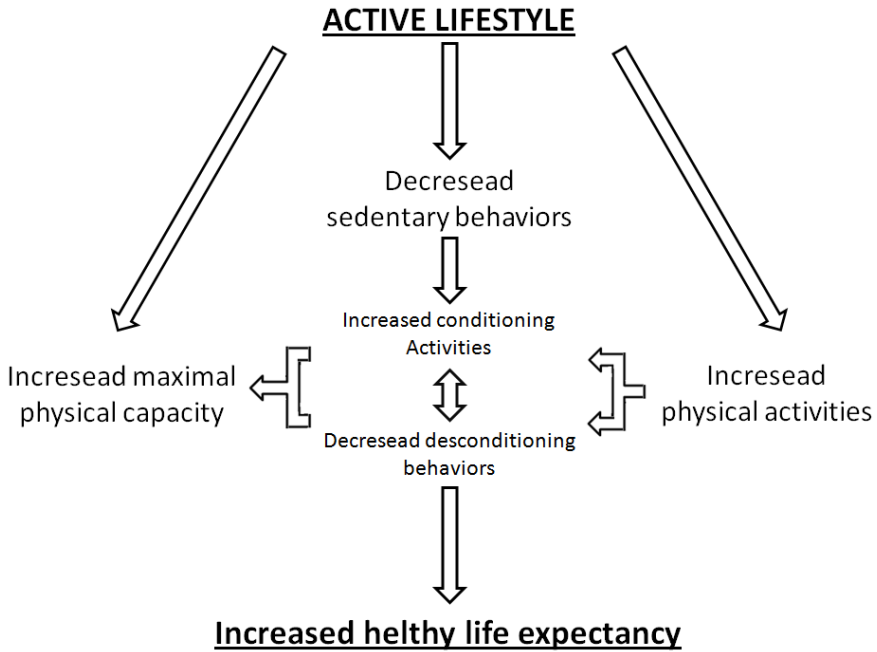 ACTIVE LIFESTYLE
Decresead
sedentary behaviors
Increased conditioning
Activities
Incresead maximal
physical capacity
Incresead
physical activities
Decresead desconditioning
behaviors
Increased helthy life expectancy